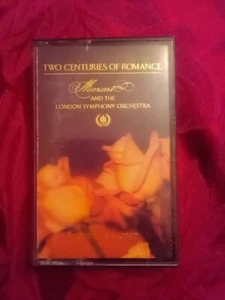 TWO CENTURIES OF ROMANCE
Mozart
AND THE
LONDON SYMPHONY ORCHESTRA